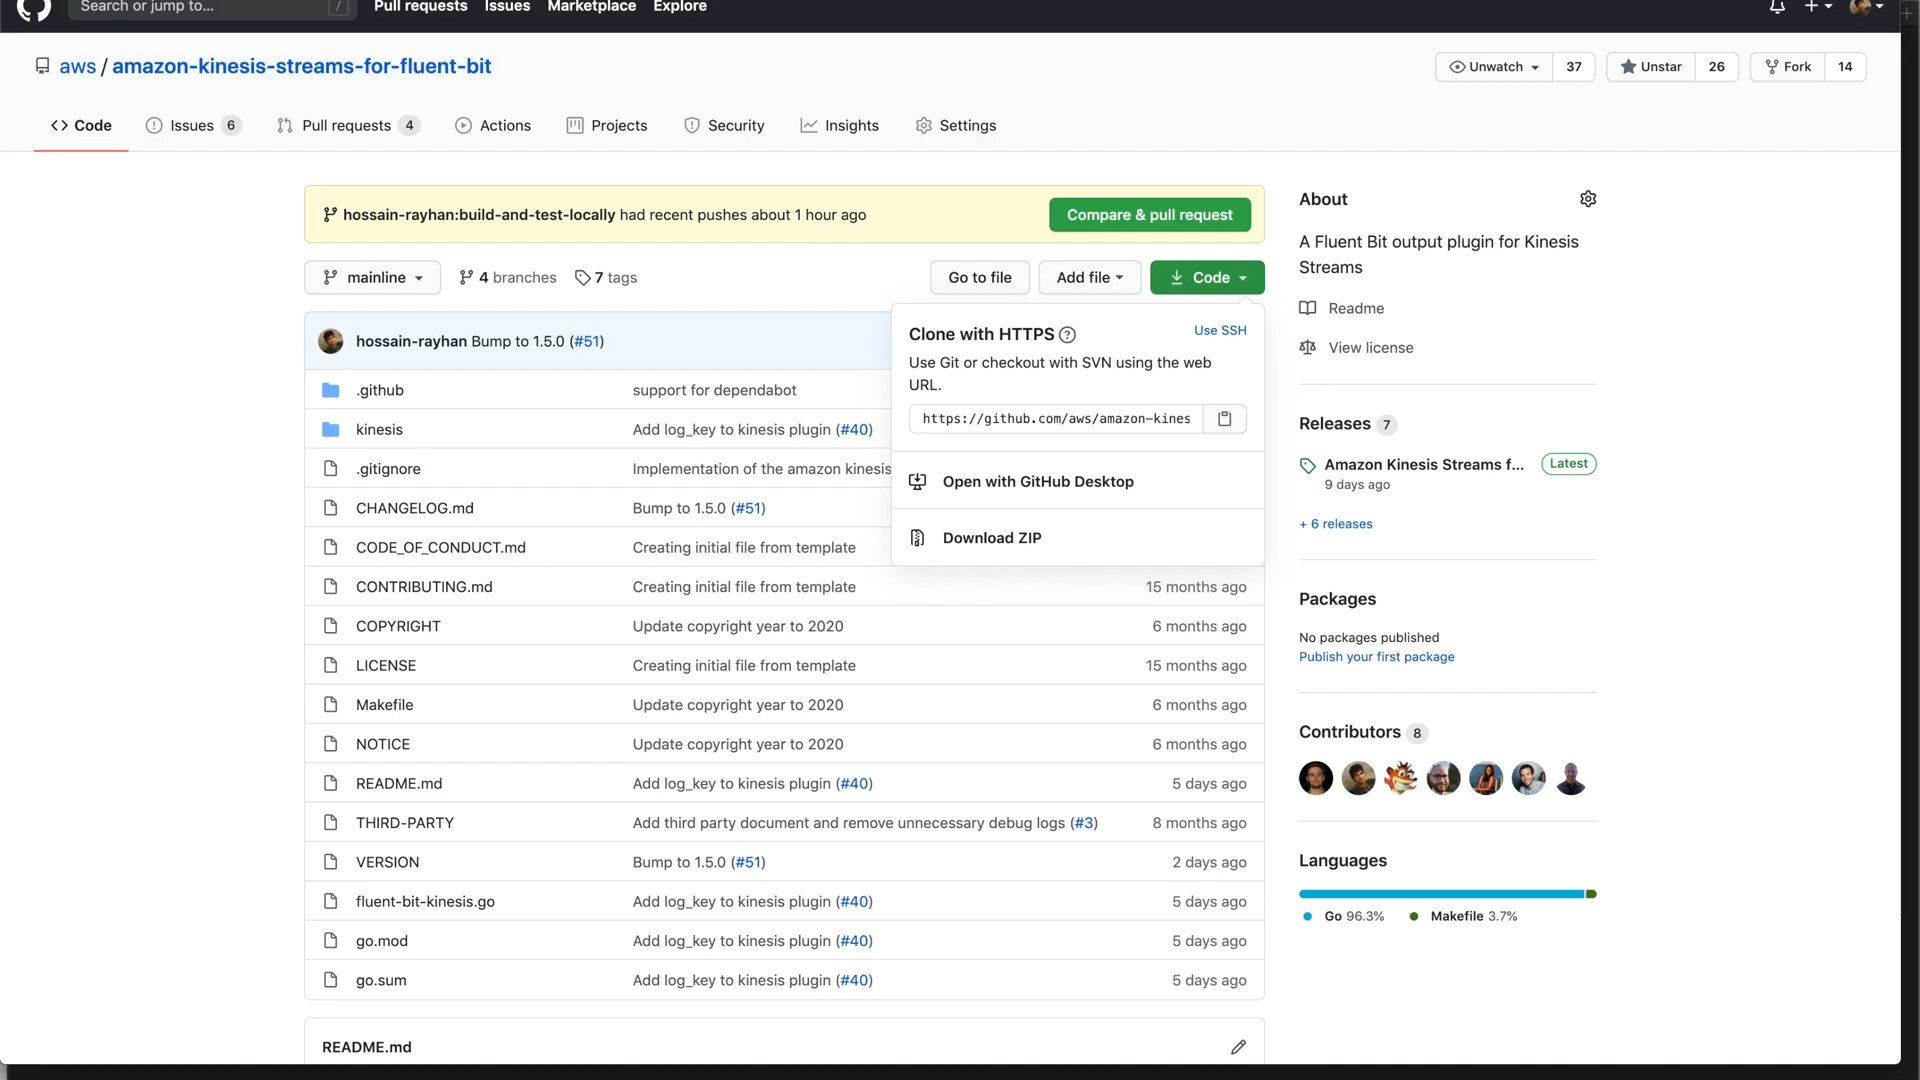 Search or jump to... /
Pull requests Issues Marketplace Explore
aws / amazon-kinesis-streams-for-fluent-bit
Unwatch 37 Unstar 26 Fork 14
Code Issues 6 Pull requests 4 Actions Projects Security Insights Settings
hossain-rayhan:build-and-test-locally had recent pushes about 1 hour ago
Compare & pull request
mainline 4 branches 7 tags
Go to file Add file Code
hossain-rayhan Bump to 1.5.0 (#51)
.github support for dependabot
kinesis Add log_key to kinesis plugin (#40)
.gitignore Implementation of the amazon kinesis
CHANGELOG.md Bump to 1.5.0 (#51)
CODE_OF_CONDUCT.md Creating initial file from template
CONTRIBUTING.md Creating initial file from template 15 months ago
COPYRIGHT Update copyright year to 2020 6 months ago
LICENSE Creating initial file from template 15 months ago
Makefile Update copyright year to 2020 6 months ago
NOTICE Update copyright year to 2020 6 months ago
README.md Add log_key to kinesis plugin (#40) 5 days ago
THIRD-PARTY Add third party document and remove unnecessary debug logs (#3) 8 months ago
VERSION Bump to 1.5.0 (#51) 2 days ago
fluent-bit-kinesis.go Add log_key to kinesis plugin (#40) 5 days ago
go.mod Add log_key to kinesis plugin (#40) 5 days ago
go.sum Add log_key to kinesis plugin (#40) 5 days ago
README.md
Clone with HTTPS ?
Use SSH
Use Git or checkout with SVN using the web
URL.
https://github.com/aws/amazon-kines
Open with GitHub Desktop
Download ZIP
About
A Fluent Bit output plugin for Kinesis
Streams
Readme
View license
Releases 7
Amazon Kinesis Streams f... Latest
9 days ago
+ 6 releases
Packages
No packages published
Publish your first package
Contributors 8
Languages
Go 96.3% Makefile 3.7%